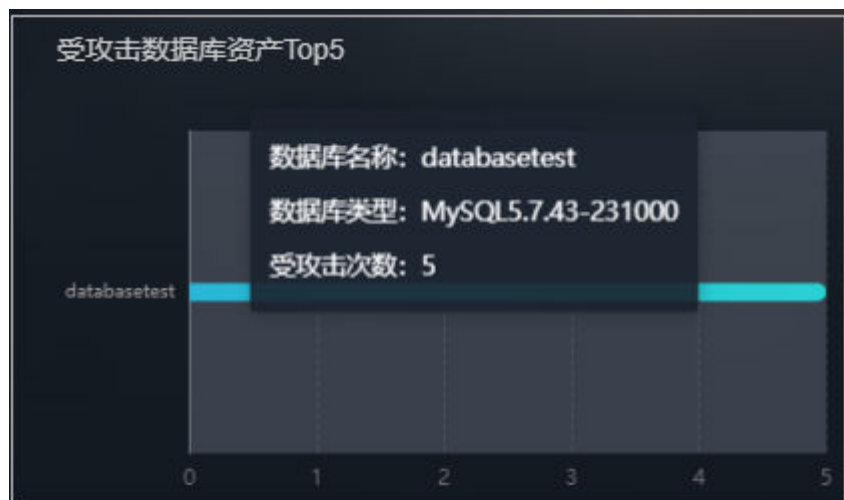 受攻击数据库资产Top5
数据库名称：databasetest
数据库类型：MySQL5.7.43-231000
受攻击次数：5
databasetest
0 1 2 3 4 5